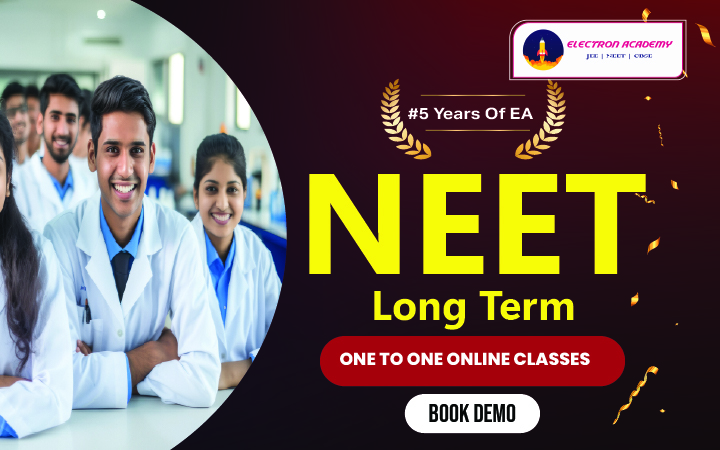 ELECTRON ACADEMY
JEE | NEET | CBSE
#5 Years Of EA
NEET
Long Term
ONE TO ONE ONLINE CLASSES
BOOK DEMO